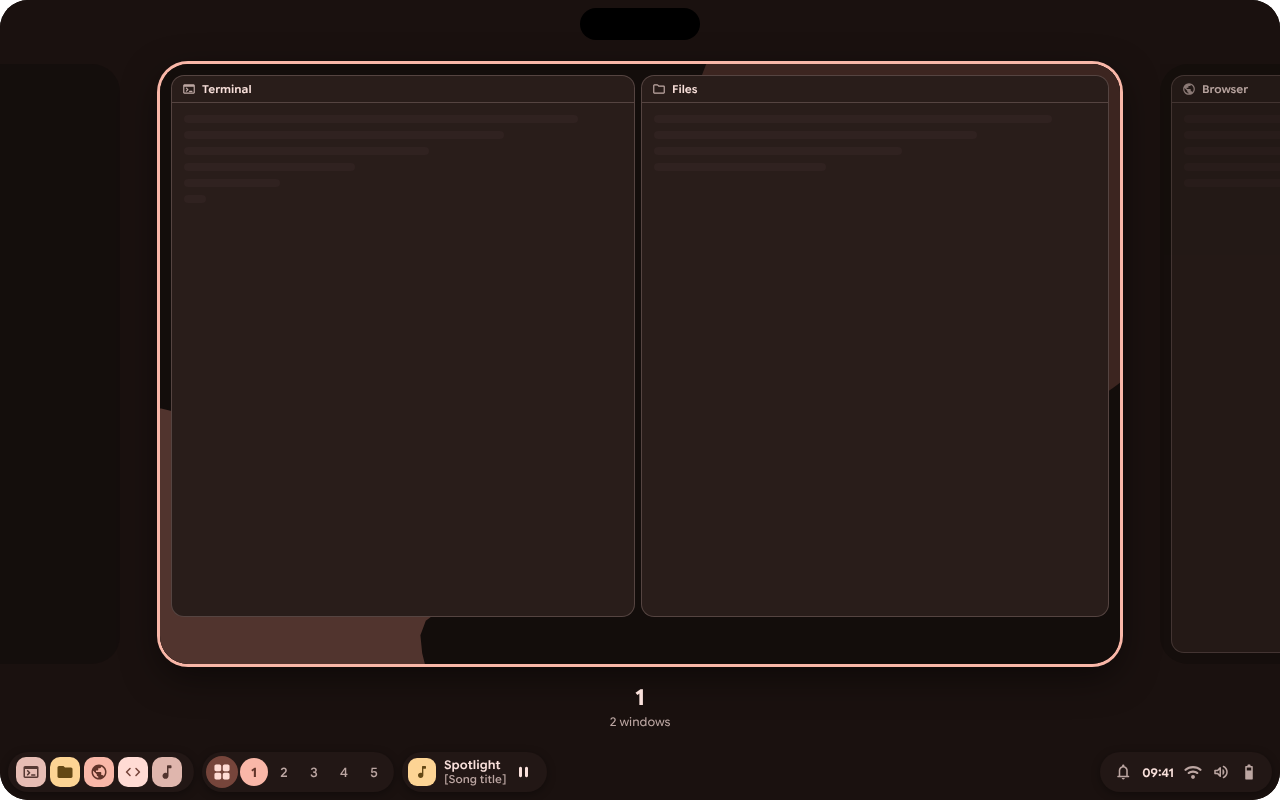 Terminal
Files
Browser
1
2 windows
1 2 3 4 5
Spotlight
[Song title]
09:41